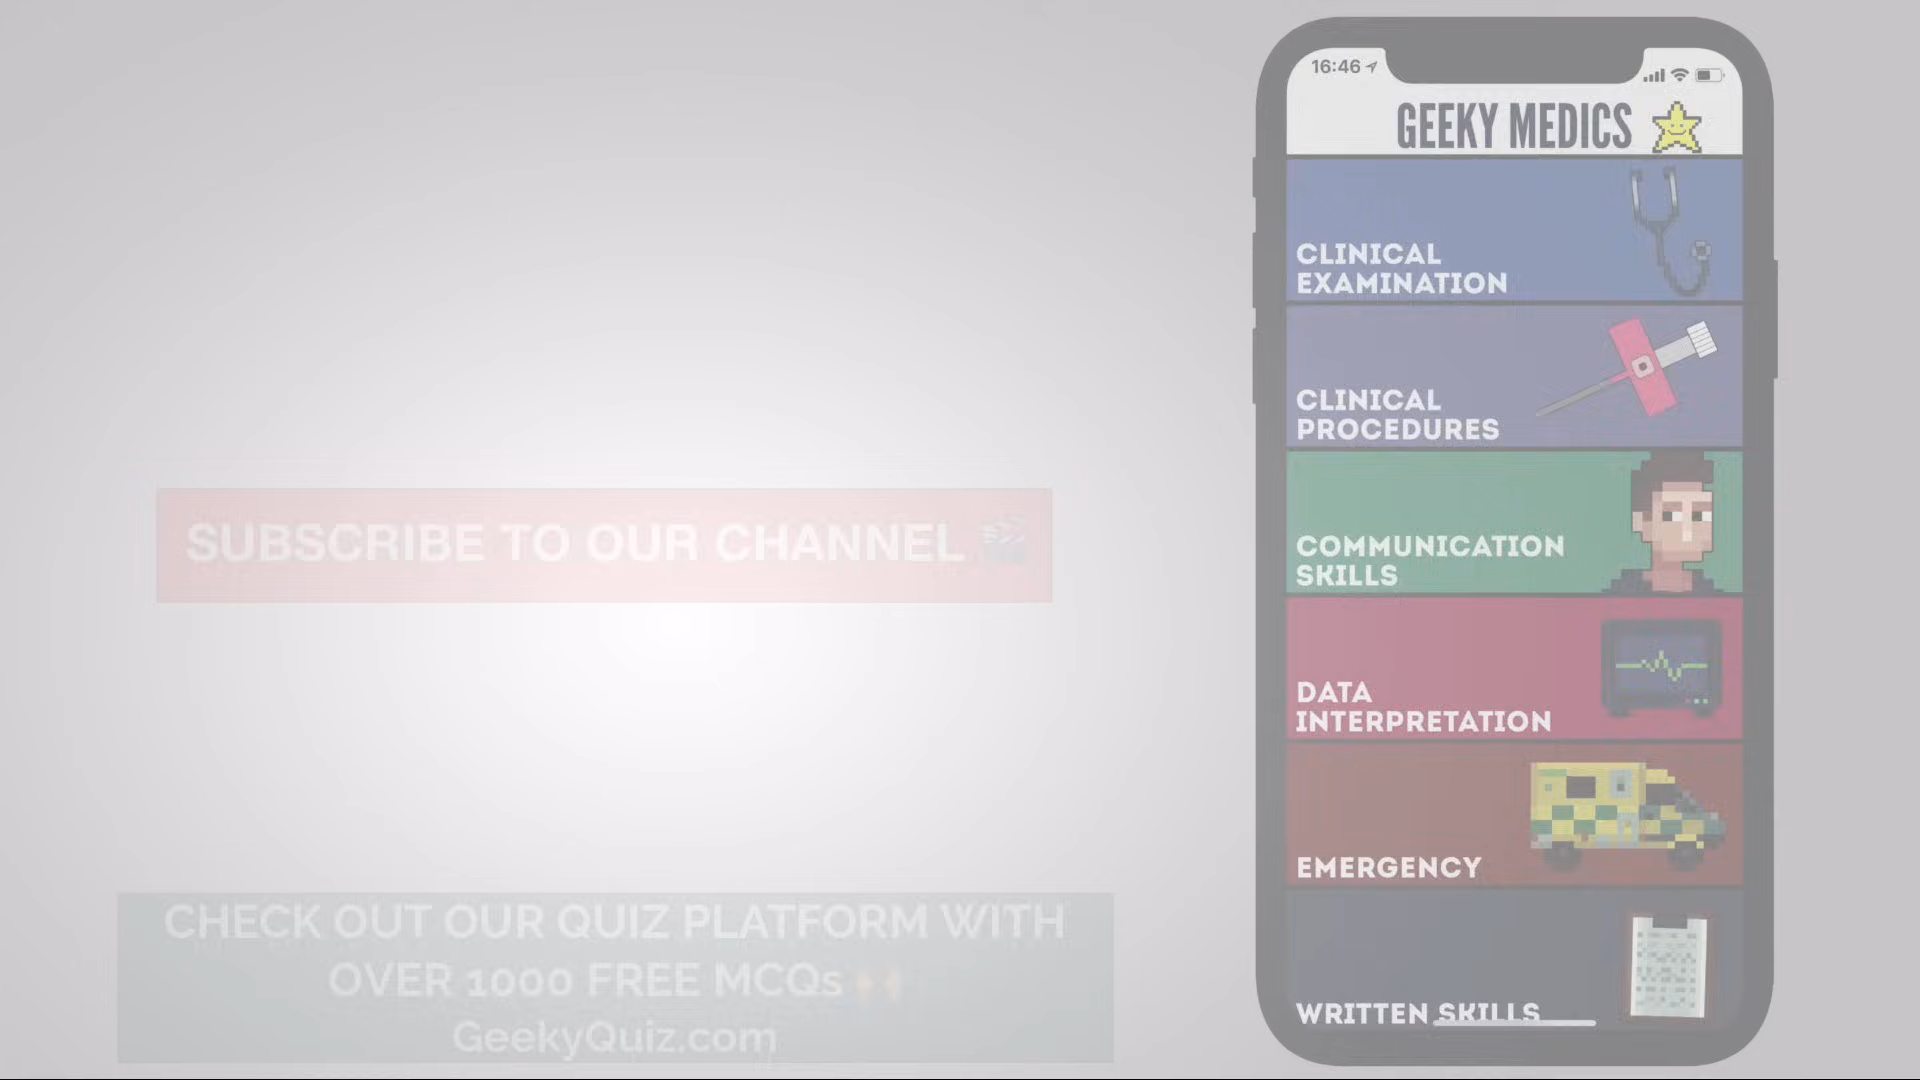 SUBSCRIBE TO OUR CHANNEL
CHECK OUT OUR QUIZ PLATFORM WITH
OVER 1000 FREE MCQs
GeekyQuiz.com
16:46
GEEKY MEDICS
CLINICAL
EXAMINATION
CLINICAL
PROCEDURES
COMMUNICATION
SKILLS
DATA
INTERPRETATION
EMERGENCY
WRITTEN SKILLS